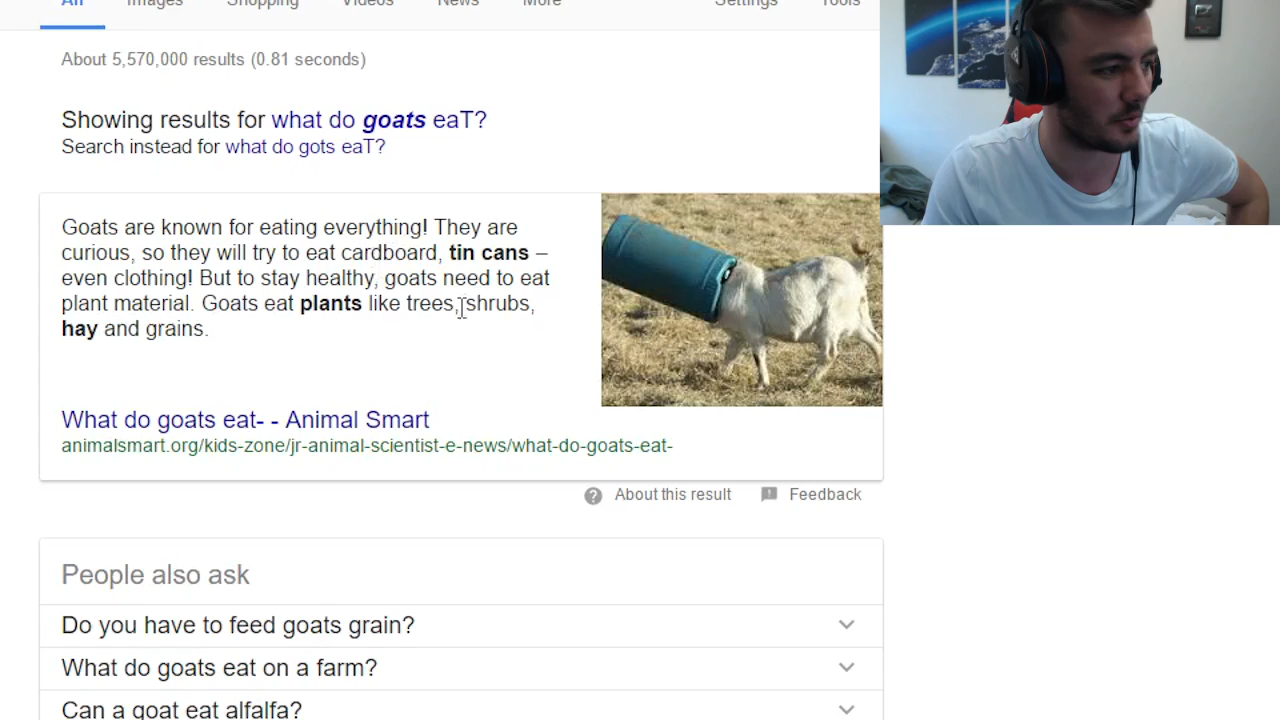 All Images Shopping Videos News More Settings Tools
About 5,570,000 results (0.81 seconds)
Showing results for what do goats eaT?
Search instead for what do gots eaT?
Goats are known for eating everything! They are
curious, so they will try to eat cardboard, tin cans –
even clothing! But to stay healthy, goats need to eat
plant material. Goats eat plants like trees, shrubs,
hay and grains.
What do goats eat- - Animal Smart
animalsmart.org/kids-zone/jr-animal-scientist-e-news/what-do-goats-eat-
About this result Feedback
People also ask
Do you have to feed goats grain?
What do goats eat on a farm?
Can a goat eat alfalfa?